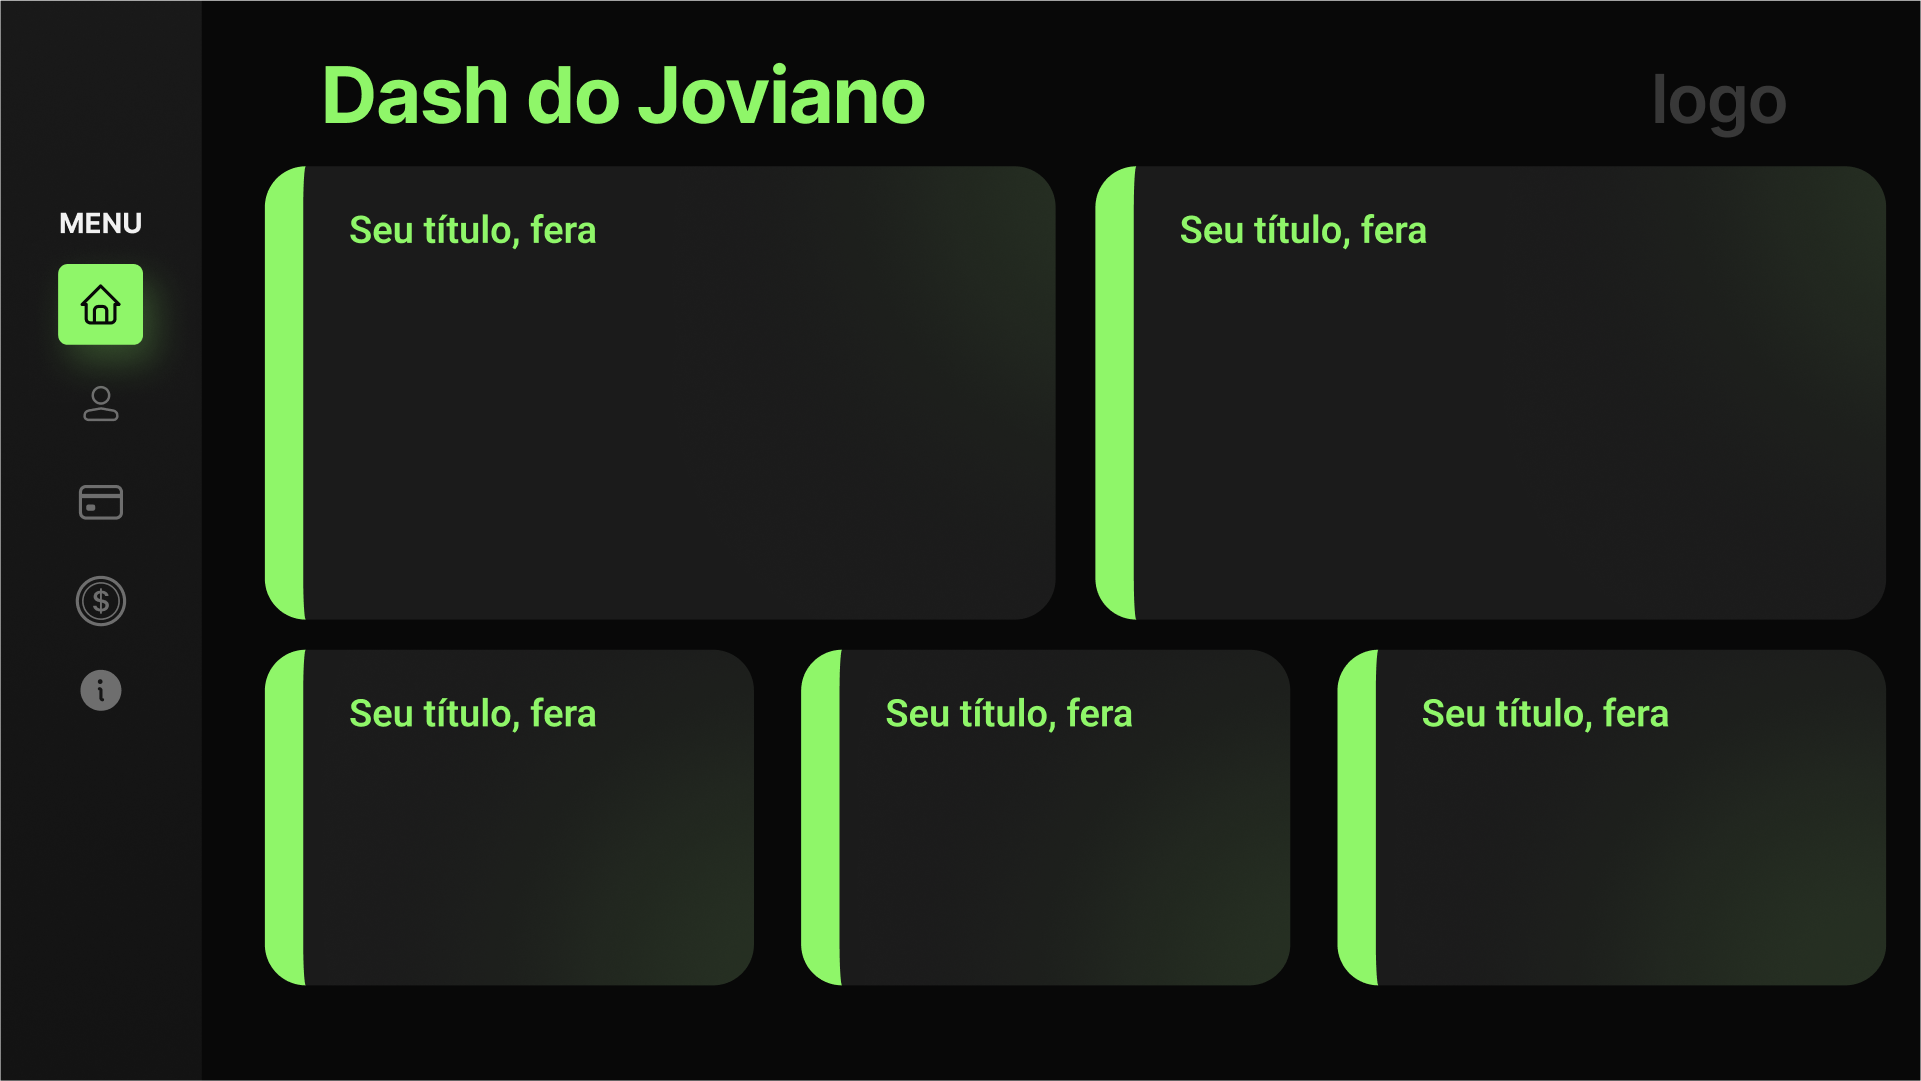 Dash do Joviano
logo
MENU
Seu título, fera
Seu título, fera
$
i
Seu título, fera
Seu título, fera
Seu título, fera